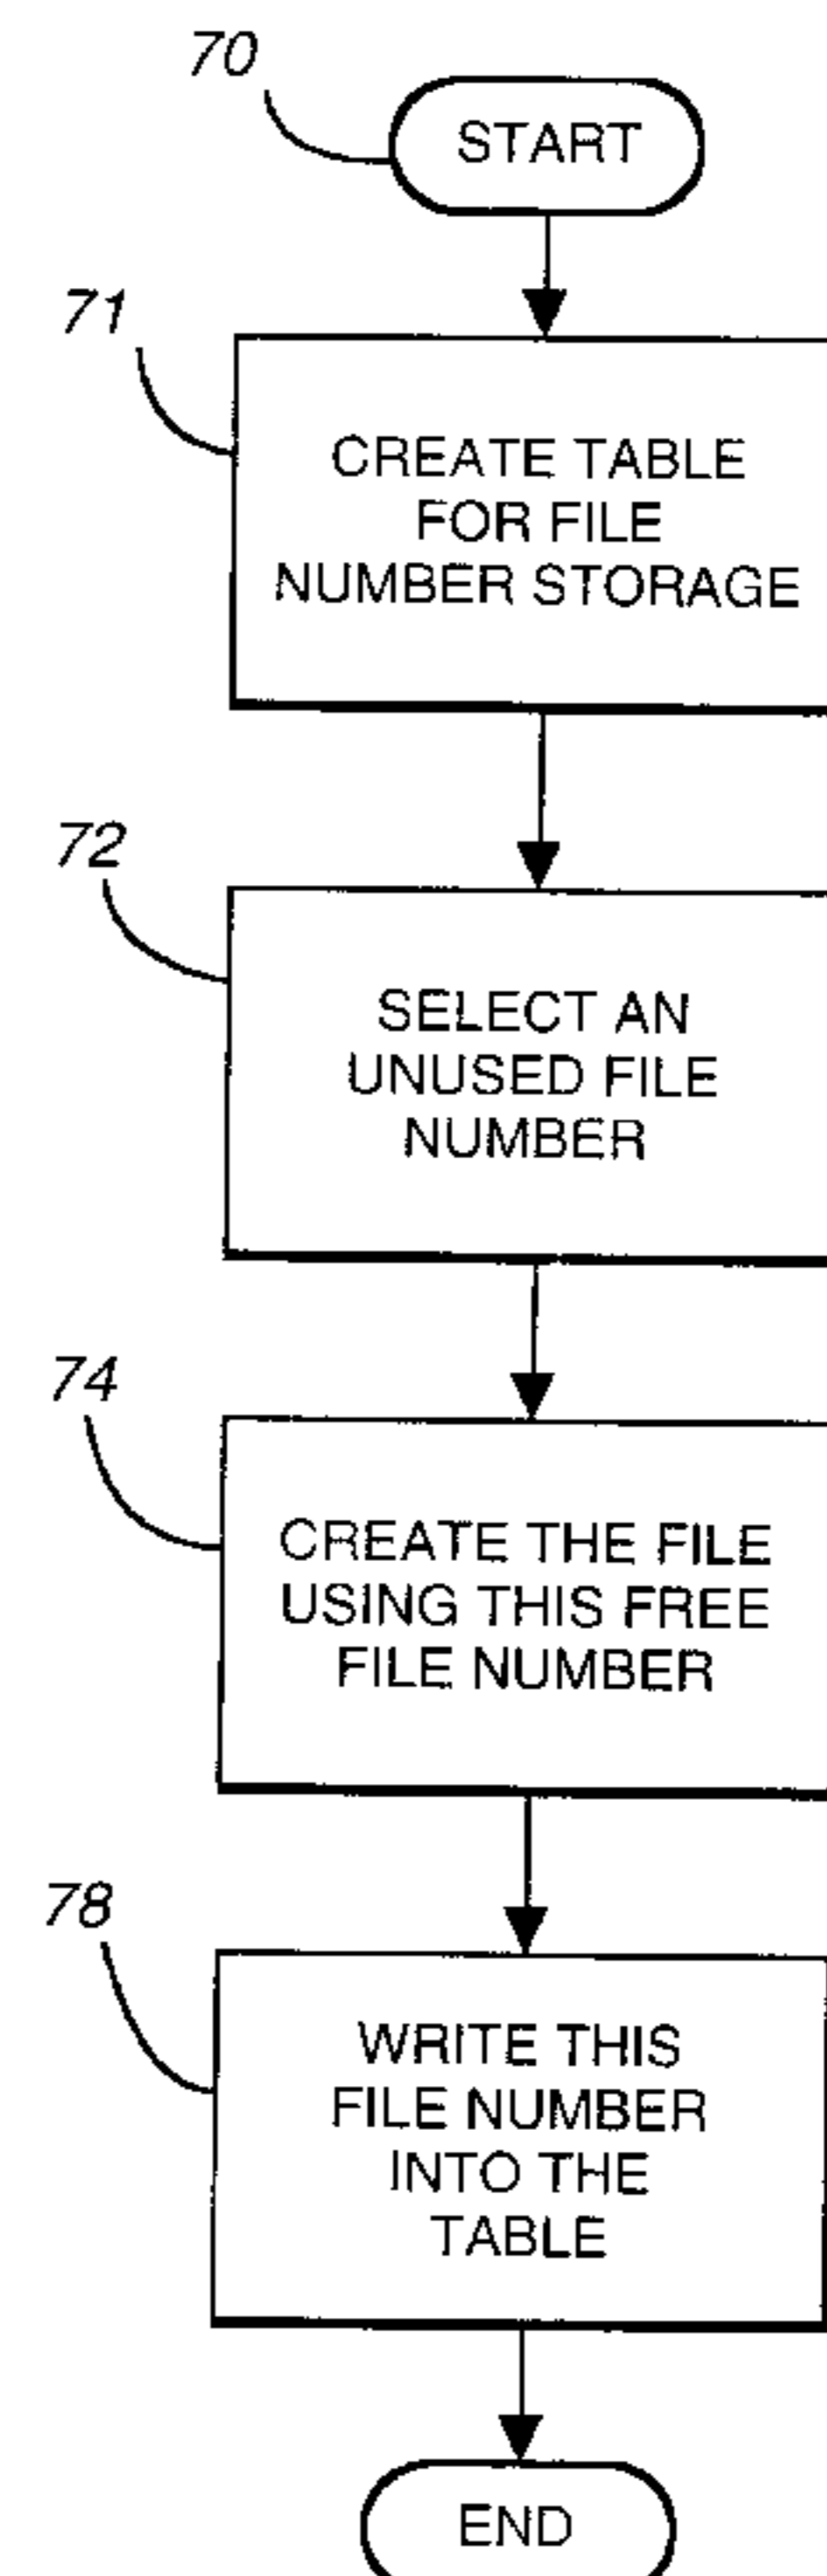 70
START
71
CREATE TABLE
FOR FILE
NUMBER STORAGE
72
SELECT AN
UNUSED FILE
NUMBER
74
CREATE THE FILE
USING THIS FREE
FILE NUMBER
78
WRITE THIS
FILE NUMBER
INTO THE
TABLE
END